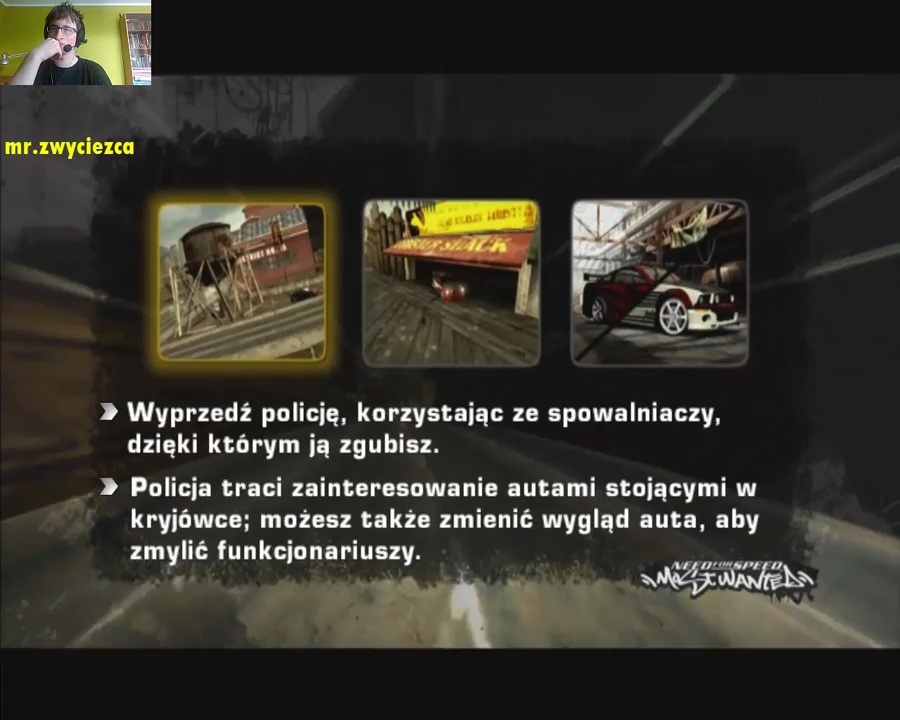 mr.zwyciezca
Wyprzedź policję, korzystając ze spowalniaczy,
dzięki którym ją zgubisz.
Policja traci zainteresowanie autami stojącymi w
kryjówce; możesz także zmienić wygląd auta, aby
zmylić funkcjonariuszy.
NEED FOR SPEED
MOST WANTED